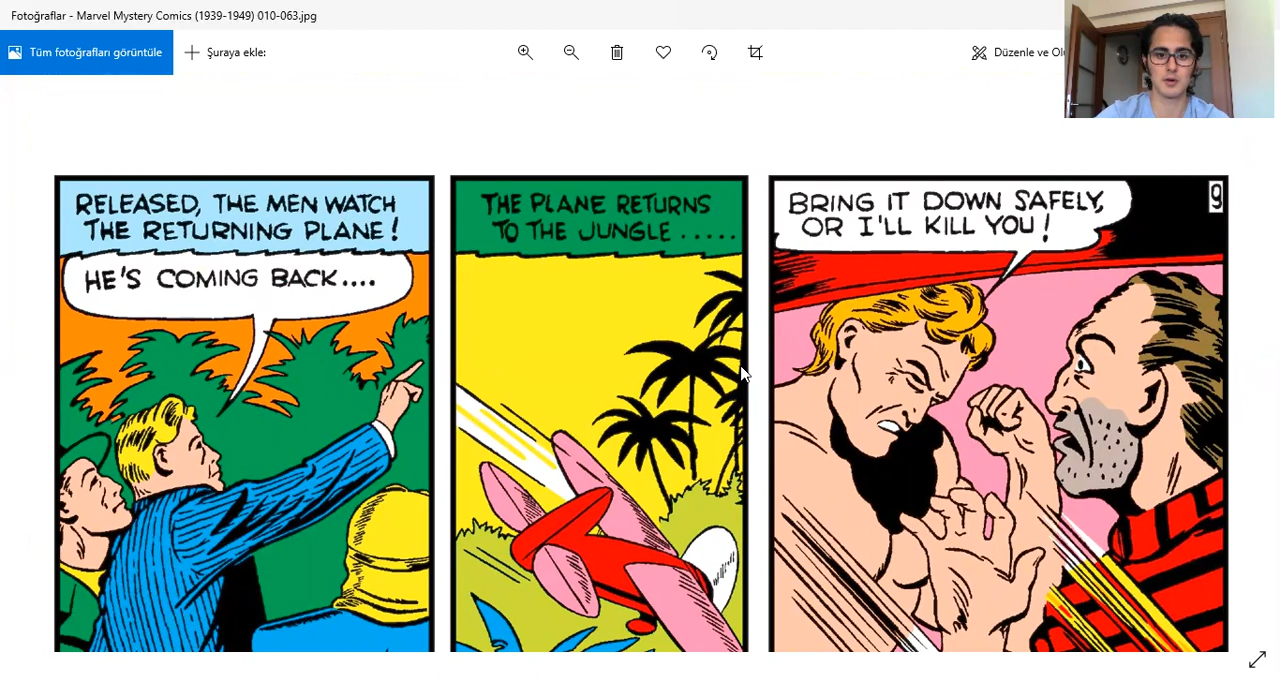 Fotoğraflar - Marvel Mystery Comics (1939-1949) 010-063.jpg
Tüm fotoğrafları görüntüle
Şuraya ekle:
Düzenle ve
RELEASED, THE MEN WATCH
THE RETURNING PLANE!
HE'S COMING BACK....
THE PLANE RETURNS
TO THE JUNGLE.....
BRING IT DOWN SAFELY,
OR I'LL KILL YOU!
9